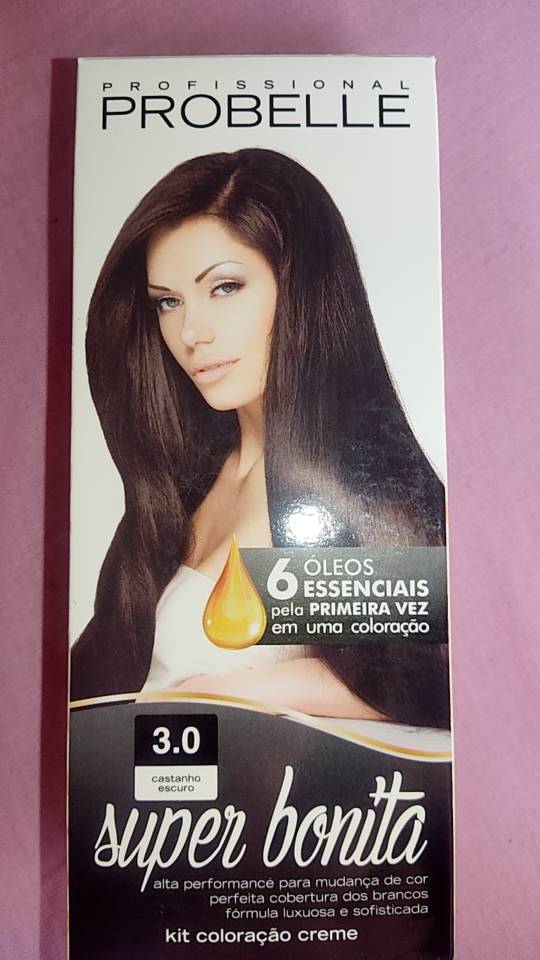 PROFISSIONAL
PROBELLE
6 ÓLEOS
ESSENCIAIS
pela PRIMEIRA VEZ
em uma coloração
3.0
castanho
escuro
super bonita
alta performance para mudança de cor
perfeita cobertura dos brancos
fórmula luxuosa e sofisticada
kit coloração creme